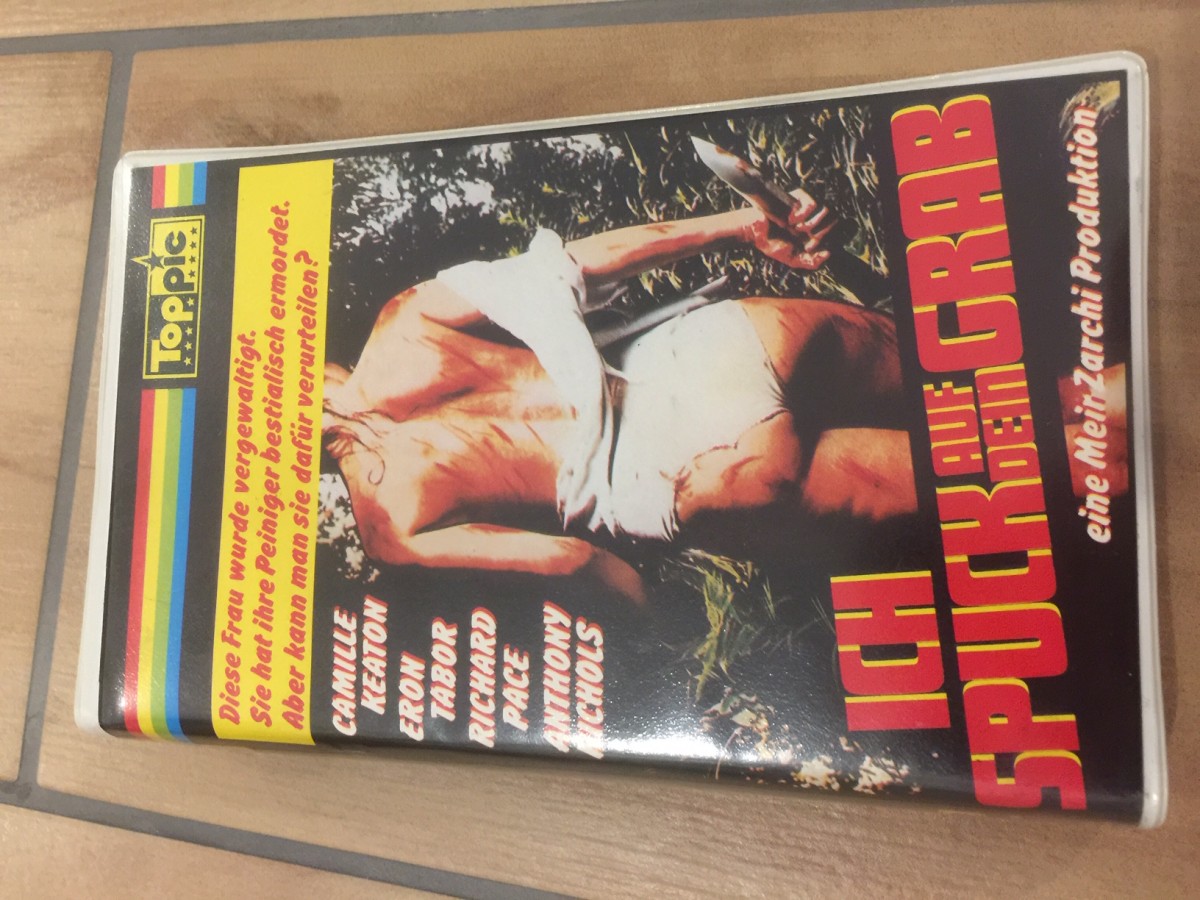 Toppic
Diese Frau wurde vergewaltigt.
Sie hat ihre Peiniger bestialisch ermordet.
Aber kann man sie dafür verurteilen?
CAMILLE
KEATON
ERON
TABOR
RICHARD
PACE
ANTHONY
NICHOLS
ICH
SPUCK AUF
DEIN GRAB
eine Meir Zarchi Produktion